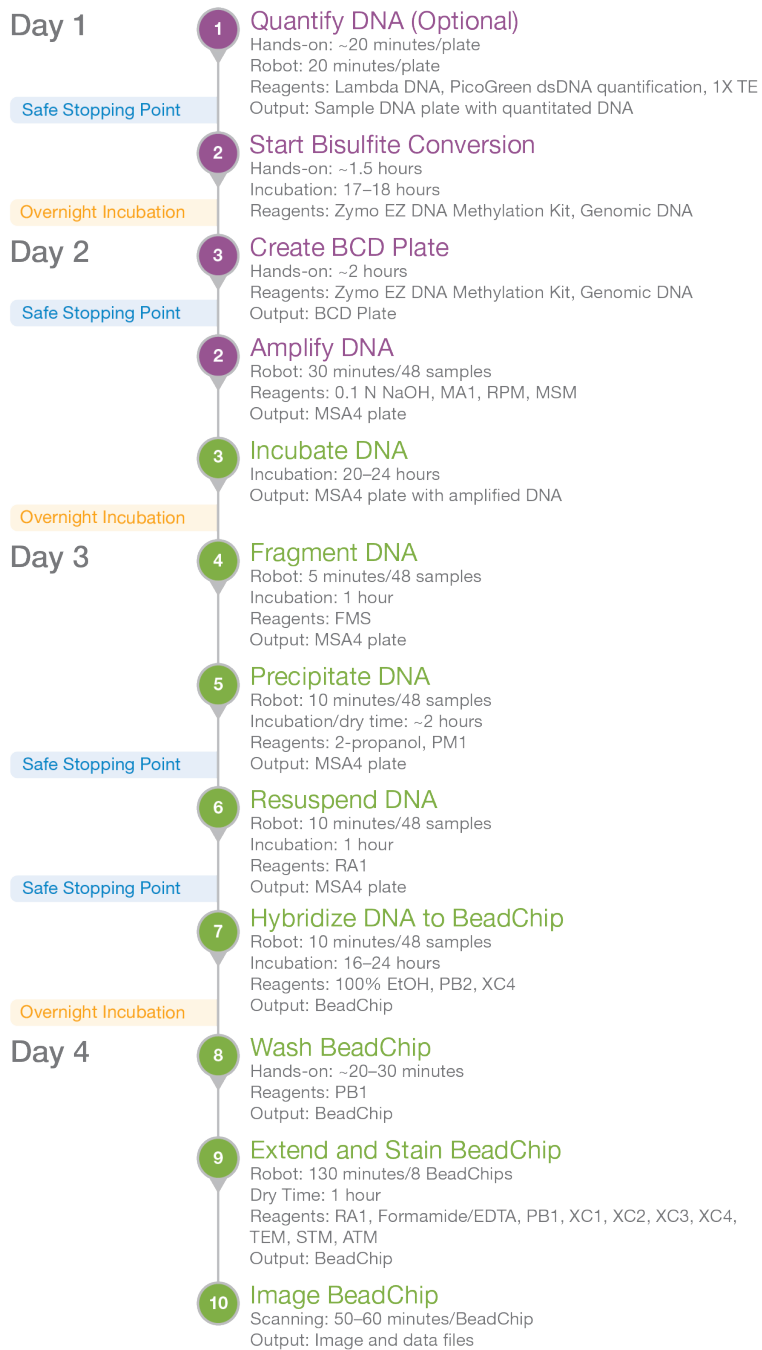 Day 1
1
Quantify DNA (Optional)
Hands-on: ~20 minutes/plate
Robot: 20 minutes/plate
Reagents: Lambda DNA, PicoGreen dsDNA quantification, 1X TE
Output: Sample DNA plate with quantitated DNA
Safe Stopping Point
2
Start Bisulfite Conversion
Hands-on: ~1.5 hours
Incubation: 17–18 hours
Reagents: Zymo EZ DNA Methylation Kit, Genomic DNA
Overnight Incubation
Day 2
3
Create BCD Plate
Hands-on: ~2 hours
Reagents: Zymo EZ DNA Methylation Kit, Genomic DNA
Output: BCD Plate
Safe Stopping Point
2
Amplify DNA
Robot: 30 minutes/48 samples
Reagents: 0.1 N NaOH, MA1, RPM, MSM
Output: MSA4 plate
3
Incubate DNA
Incubation: 20–24 hours
Output: MSA4 plate with amplified DNA
Overnight Incubation
Day 3
4
Fragment DNA
Robot: 5 minutes/48 samples
Incubation: 1 hour
Reagents: FMS
Output: MSA4 plate
5
Precipitate DNA
Robot: 10 minutes/48 samples
Incubation/dry time: ~2 hours
Reagents: 2-propanol, PM1
Output: MSA4 plate
Safe Stopping Point
6
Resuspend DNA
Robot: 10 minutes/48 samples
Incubation: 1 hour
Reagents: RA1
Output: MSA4 plate
Safe Stopping Point
7
Hybridize DNA to BeadChip
Robot: 10 minutes/48 samples
Incubation: 16–24 hours
Reagents: 100% EtOH, PB2, XC4
Output: BeadChip
Overnight Incubation
Day 4
8
Wash BeadChip
Hands-on: ~20–30 minutes
Reagents: PB1
Output: BeadChip
9
Extend and Stain BeadChip
Robot: 130 minutes/8 BeadChips
Dry Time: 1 hour
Reagents: RA1, Formamide/EDTA, PB1, XC1, XC2, XC3, XC4,
TEM, STM, ATM
Output: BeadChip
10
Image BeadChip
Scanning: 50–60 minutes/BeadChip
Output: Image and data files